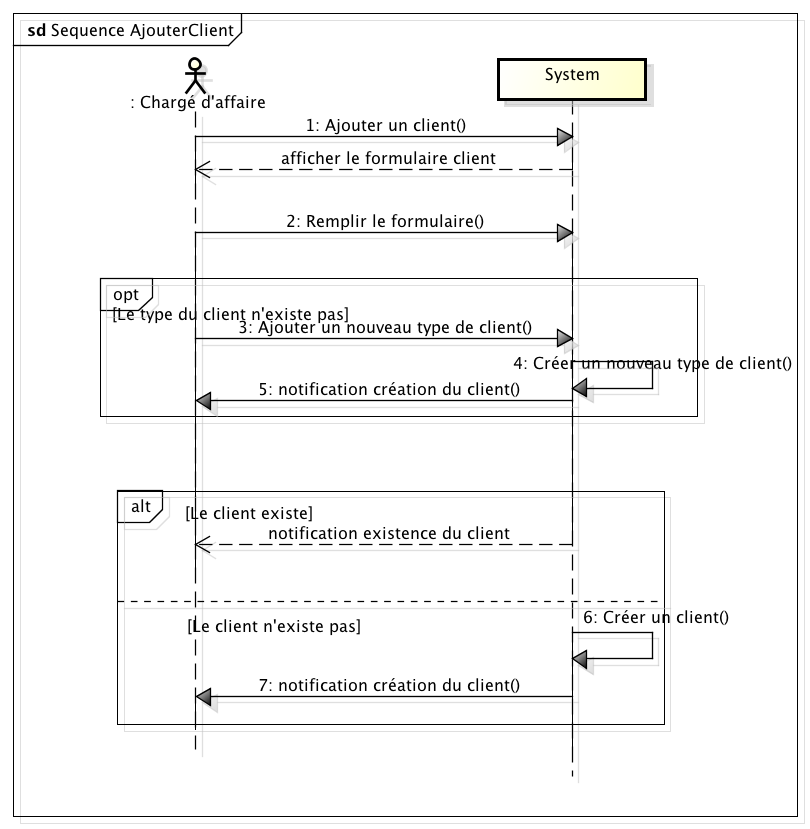 sd Sequence AjouterClient
System
: Chargé d'affaire
1: Ajouter un client()
afficher le formulaire client
2: Remplir le formulaire()
opt
[Le type du client n'existe pas]
3: Ajouter un nouveau type de client()
4: Créer un nouveau type de client()
5: notification création du client()
alt
[Le client existe]
notification existence du client
6: Créer un client()
[Le client n'existe pas]
7: notification création du client()